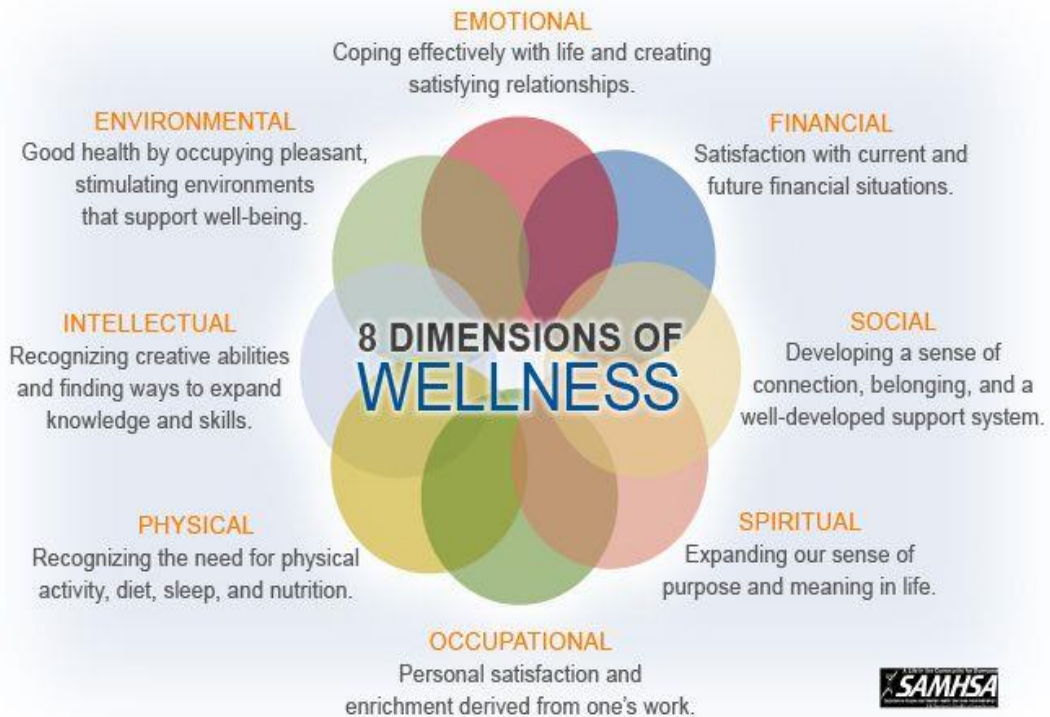 EMOTIONAL
Coping effectively with life and creating
satisfying relationships.
ENVIRONMENTAL
Good health by occupying pleasant,
stimulating environments
that support well-being.
FINANCIAL
Satisfaction with current and
future financial situations.
INTELLECTUAL
Recognizing creative abilities
and finding ways to expand
knowledge and skills.
8 DIMENSIONS OF
WELLNESS
SOCIAL
Developing a sense of
connection, belonging, and a
well-developed support system.
PHYSICAL
Recognizing the need for physical
activity, diet, sleep, and nutrition.
SPIRITUAL
Expanding our sense of
purpose and meaning in life.
OCCUPATIONAL
Personal satisfaction and
enrichment derived from one's work.
SAMHSA